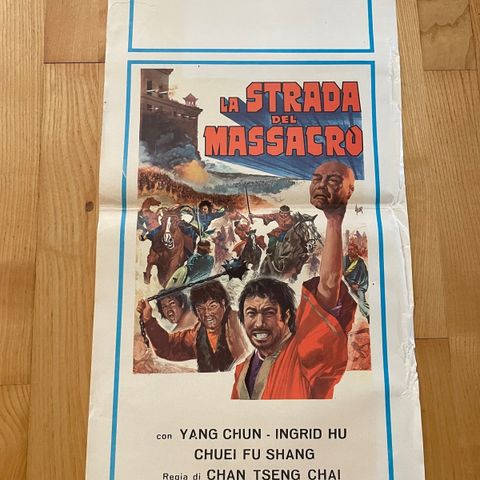 LA STRADA
DEL
MASSACRO
con YANG CHUN - INGRID HU
CHUEI FU SHANG
Regia di CHAN TSENG CHAI